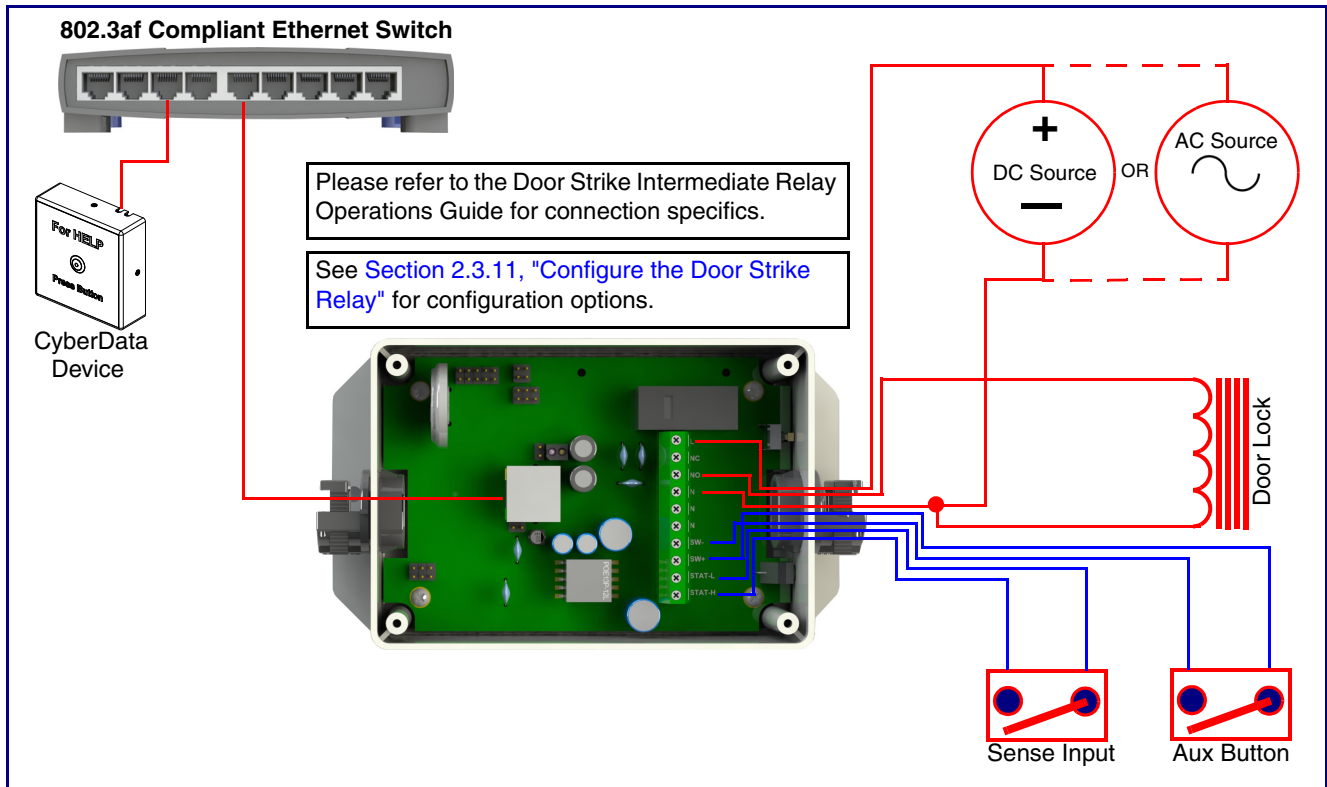 802.3af Compliant Ethernet Switch
AC Source
+
DC Source
OR
Please refer to the Door Strike Intermediate Relay
Operations Guide for connection specifics.
See Section 2.3.11, "Configure the Door Strike
Relay" for configuration options.
For HELP
Press Button
CyberData
Device
Door Lock
L
NC
NO
N
N
N
SW-
SW+
STAT-L
STAT-H
Sense Input
Aux Button